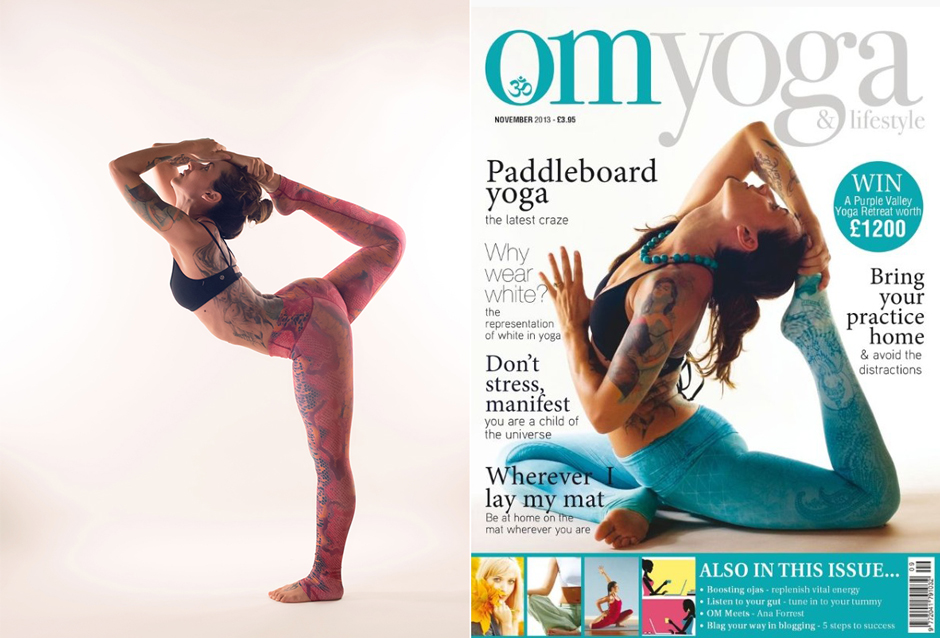 omyoga
ॐ
& lifestyle
NOVEMBER 2013 - £3.95
Paddleboard
yoga
the latest craze
WIN
A Purple Valley
Yoga Retreat worth
£1200
Why
wear
white?
the
representation
of white in yoga
Bring
your
practice
home
& avoid the
distractions
Don't
stress,
manifest
you are a child of
the universe
Wherever I
lay my mat
Be at home on the
mat wherever you are
ALSO IN THIS ISSUE...
• Boosting ojas - replenish vital energy
• Listen to your gut - tune in to your tummy
• OM Meets - Ana Forrest
• Blag your way in blogging - 5 steps to success
09